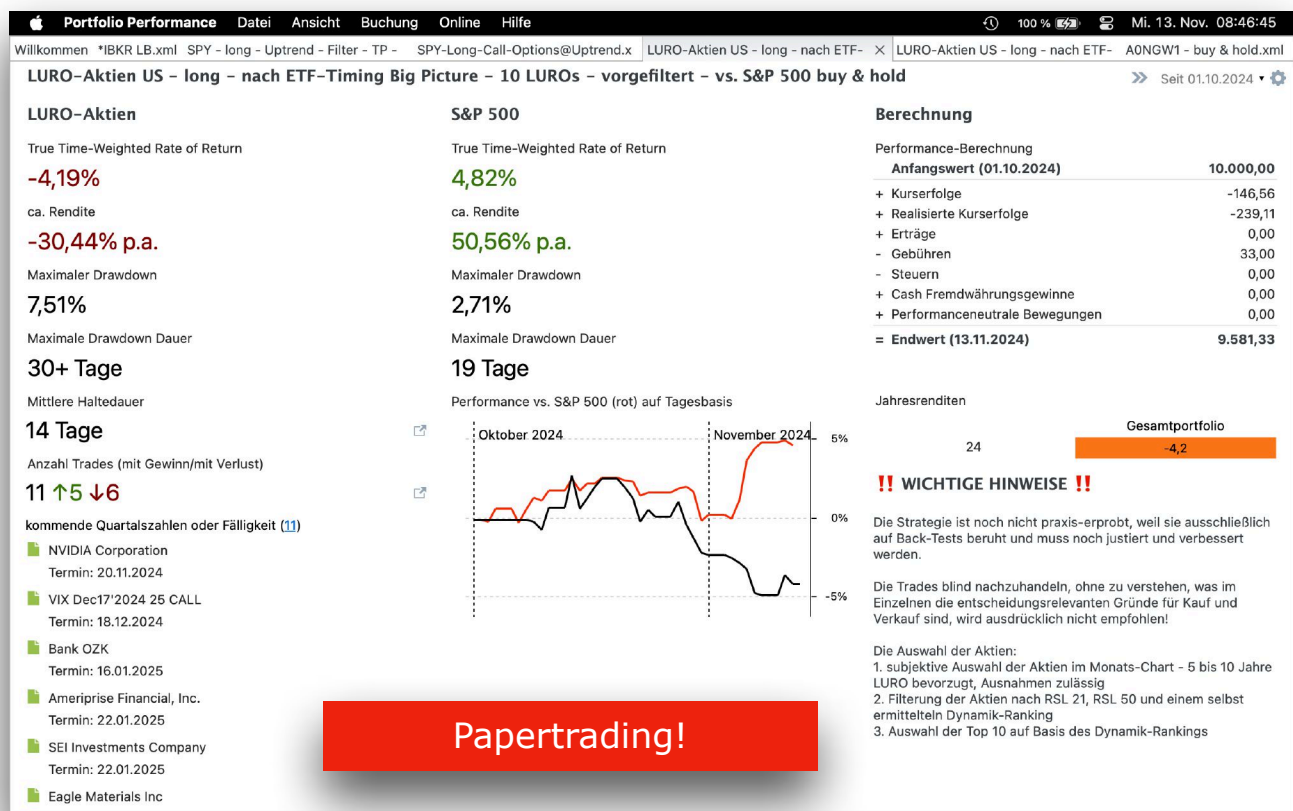 Portfolio Performance Datei Ansicht Buchung Online Hilfe 100 % Mi. 13. Nov. 08:46:45
Willkommen *IBKR LB.xml SPY - long - Uptrend - Filter - TP - SPY-Long-Call-Options@Uptrend.x LURO-Aktien US - long - nach ETF- × LURO-Aktien US - long - nach ETF- A0NGW1 - buy & hold.xml
LURO-Aktien US - long - nach ETF-Timing Big Picture - 10 LUROs - vorgefiltert - vs. S&P 500 buy & hold
Seit 01.10.2024
LURO-Aktien
True Time-Weighted Rate of Return
-4,19%
ca. Rendite
-30,44% p.a.
Maximaler Drawdown
7,51%
Maximale Drawdown Dauer
30+ Tage
Mittlere Haltedauer
14 Tage
Anzahl Trades (mit Gewinn/mit Verlust)
11 ↑5 ↓6
kommende Quartalszahlen oder Fälligkeit (11)
NVIDIA Corporation
Termin: 20.11.2024
VIX Dec17'2024 25 CALL
Termin: 18.12.2024
Bank OZK
Termin: 16.01.2025
Ameriprise Financial, Inc.
Termin: 22.01.2025
SEI Investments Company
Termin: 22.01.2025
Eagle Materials Inc
S&P 500
True Time-Weighted Rate of Return
4,82%
ca. Rendite
50,56% p.a.
Maximaler Drawdown
2,71%
Maximale Drawdown Dauer
19 Tage
Performance vs. S&P 500 (rot) auf Tagesbasis
Oktober 2024 November 2024
5%
0%
-5%
Papertrading!
Berechnung
Performance-Berechnung
Anfangswert (01.10.2024) 10.000,00
+ Kurserfolge -146,56
+ Realisierte Kurserfolge -239,11
+ Erträge 0,00
- Gebühren 33,00
- Steuern 0,00
+ Cash Fremdwährungsgewinne 0,00
+ Performanceneutrale Bewegungen 0,00
= Endwert (13.11.2024) 9.581,33
Jahresrenditen
Gesamtportfolio
24 -4,2
‼ WICHTIGE HINWEISE ‼
Die Strategie ist noch nicht praxis-erprobt, weil sie ausschließlich
auf Back-Tests beruht und muss noch justiert und verbessert
werden.
Die Trades blind nachzuhandeln, ohne zu verstehen, was im
Einzelnen die entscheidungsrelevanten Gründe für Kauf und
Verkauf sind, wird ausdrücklich nicht empfohlen!
Die Auswahl der Aktien:
1. subjektive Auswahl der Aktien im Monats-Chart - 5 bis 10 Jahre
LURO bevorzugt, Ausnahmen zulässig
2. Filterung der Aktien nach RSL 21, RSL 50 und einem selbst
ermittelteln Dynamik-Ranking
3. Auswahl der Top 10 auf Basis des Dynamik-Rankings